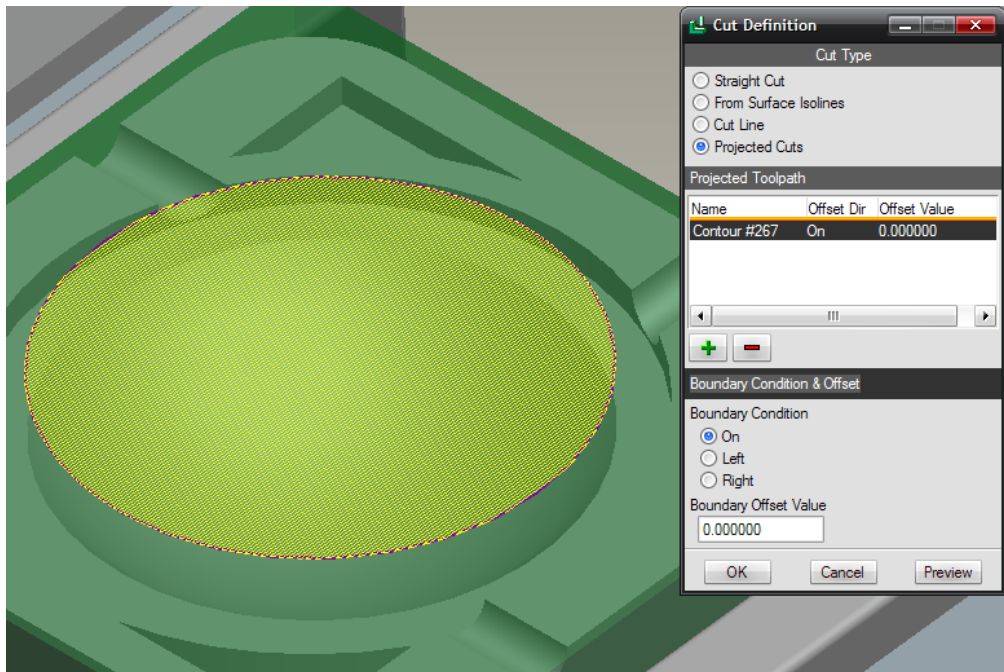 Cut Definition
Cut Type
Straight Cut
From Surface Isolines
Cut Line
Projected Cuts
Projected Toolpath
Name Offset Dir Offset Value
Contour #267 On 0.000000
Boundary Condition & Offset
Boundary Condition
On
Left
Right
Boundary Offset Value
0.000000
OK Cancel Preview